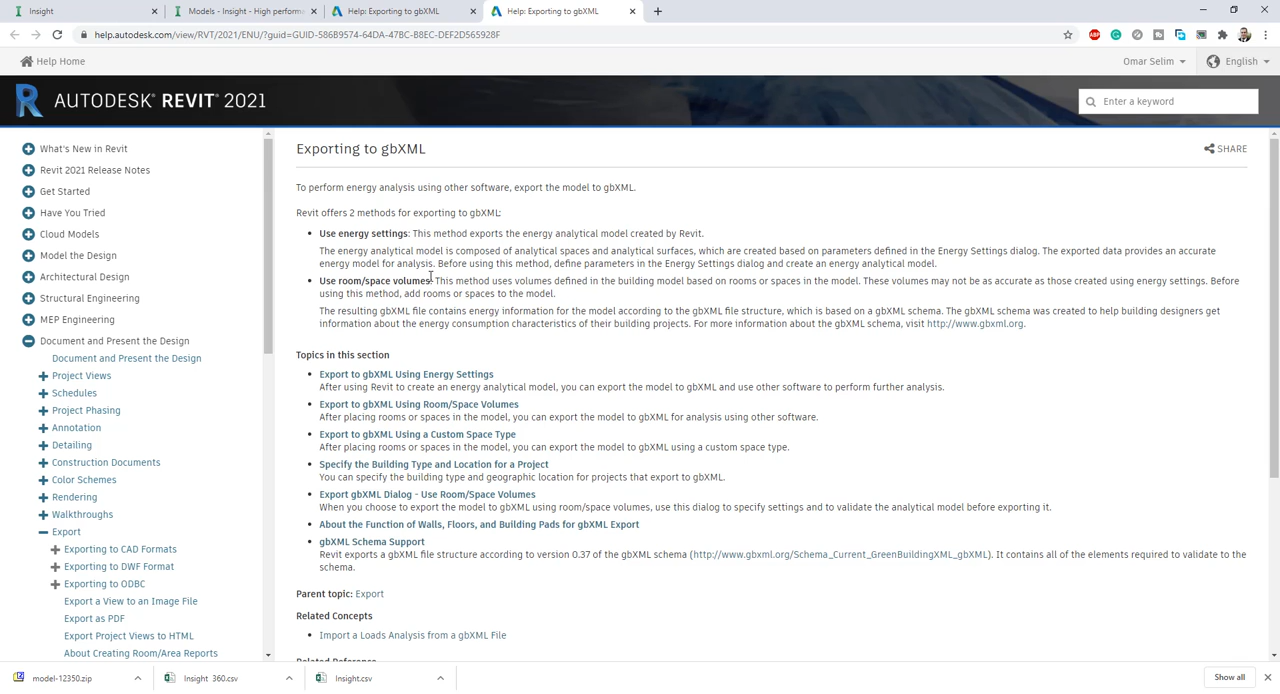 Insight
Models - Insight - High perform
Help: Exporting to gbXML
Help: Exporting to gbXML
help.autodesk.com/view/RVT/2021/ENU/?guid=GUID-586B9574-64DA-47BC-B8EC-DEF2D565928F
ABP
Help Home
Omar Selim
English
AUTODESK® REVIT® 2021
Enter a keyword
What's New in Revit
Revit 2021 Release Notes
Get Started
Have You Tried
Cloud Models
Model the Design
Architectural Design
Structural Engineering
MEP Engineering
Document and Present the Design
Document and Present the Design
Project Views
Schedules
Project Phasing
Annotation
Detailing
Construction Documents
Color Schemes
Rendering
Walkthroughs
Export
Exporting to CAD Formats
Exporting to DWF Format
Exporting to ODBC
Export a View to an Image File
Export as PDF
Export Project Views to HTML
About Creating Room/Area Reports
Exporting to gbXML
SHARE
To perform energy analysis using other software, export the model to gbXML.
Revit offers 2 methods for exporting to gbXML:
• Use energy settings: This method exports the energy analytical model created by Revit.
The energy analytical model is composed of analytical spaces and analytical surfaces, which are created based on parameters defined in the Energy Settings dialog. The exported data provides an accurate
energy model for analysis. Before using this method, define parameters in the Energy Settings dialog and create an energy analytical model.
• Use room/space volumes: This method uses volumes defined in the building model based on rooms or spaces in the model. These volumes may not be as accurate as those created using energy settings. Before
using this method, add rooms or spaces to the model.
The resulting gbXML file contains energy information for the model according to the gbXML file structure, which is based on a gbXML schema. The gbXML schema was created to help building designers get
information about the energy consumption characteristics of their building projects. For more information about the gbXML schema, visit http://www.gbxml.org.
Topics in this section
• Export to gbXML Using Energy Settings
After using Revit to create an energy analytical model, you can export the model to gbXML and use other software to perform further analysis.
• Export to gbXML Using Room/Space Volumes
After placing rooms or spaces in the model, you can export the model to gbXML for analysis using other software.
• Export to gbXML Using a Custom Space Type
After placing rooms or spaces in the model, you can export the model to gbXML using a custom space type.
• Specify the Building Type and Location for a Project
You can specify the building type and geographic location for projects that export to gbXML.
• Export gbXML Dialog - Use Room/Space Volumes
When you choose to export the model to gbXML using room/space volumes, use this dialog to specify settings and to validate the analytical model before exporting it.
• About the Function of Walls, Floors, and Building Pads for gbXML Export
• gbXML Schema Support
Revit exports a gbXML file structure according to version 0.37 of the gbXML schema (http://www.gbxml.org/Schema_Current_GreenBuildingXML_gbXML). It contains all of the elements required to validate to the
schema.
Parent topic: Export
Related Concepts
• Import a Loads Analysis from a gbXML File
Related Reference
model-12350.zip
Insight 360.csv
Insight.csv
Show all